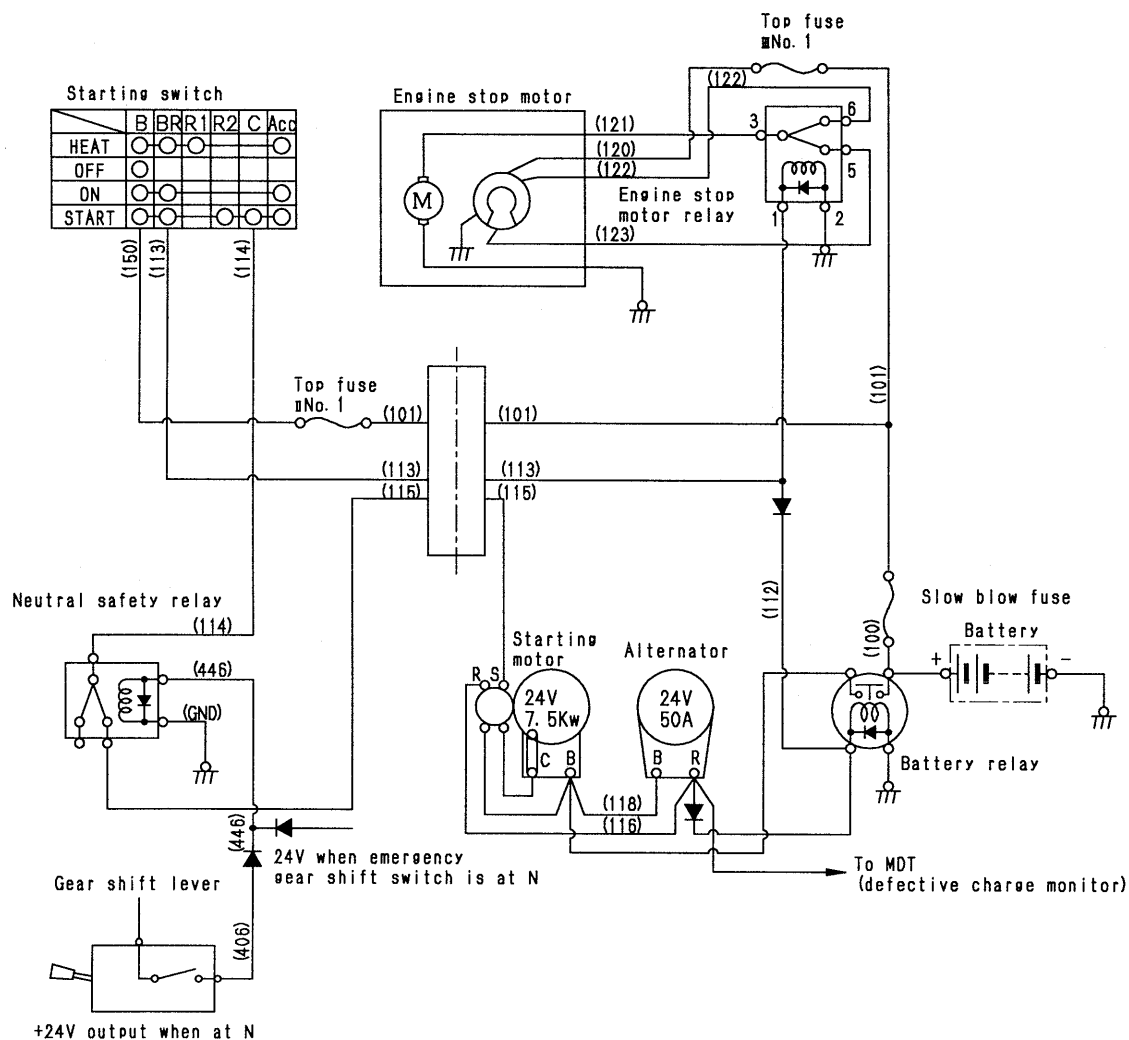 Top fuse
No. 1
Starting switch
Engine stop motor
B BR R1 R2 C Acc
HEAT
OFF
ON
START
(122)
(121)
(120)
(122)
(123)
3
6
5
1
2
M
Engine stop
motor relay
(150)
(113)
(114)
(101)
Top fuse
No. 1
(101)
(101)
(113)
(113)
(115)
(115)
(112)
(100)
Slow blow fuse
Battery
+
-
Neutral safety relay
(114)
(446)
(GND)
Starting
motor
R S
24V
7.5Kw
C B
Alternator
24V
50A
B R
Battery relay
(118)
(116)
(446)
24V when emergency
gear shift switch is at N
To MDT
(defective charge monitor)
Gear shift lever
(406)
+24V output when at N